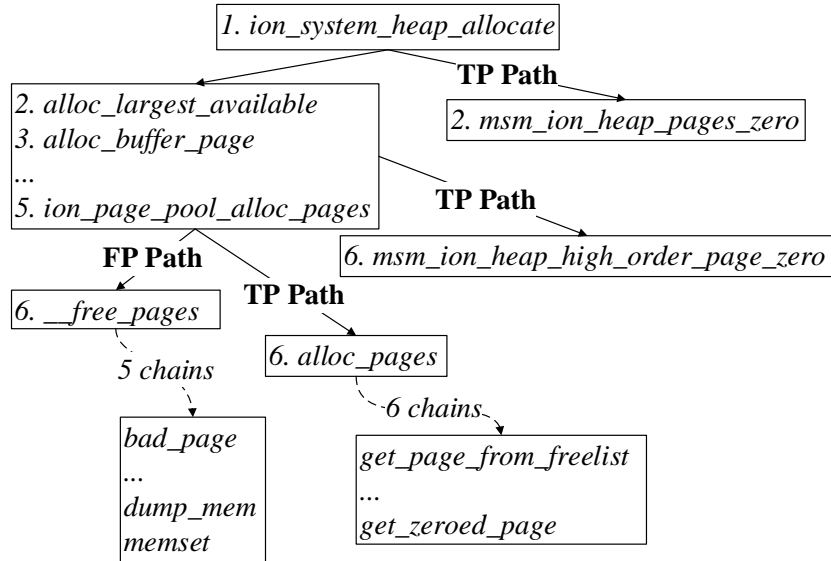 1. ion_system_heap_allocate
TP Path
2. alloc_largest_available
3. alloc_buffer_page
...
5. ion_page_pool_alloc_pages
2. msm_ion_heap_pages_zero
TP Path
6. msm_ion_heap_high_order_page_zero
FP Path
6. __free_pages
TP Path
6. alloc_pages
5 chains
6 chains
bad_page
...
dump_mem
memset
get_page_from_freelist
...
get_zeroed_page